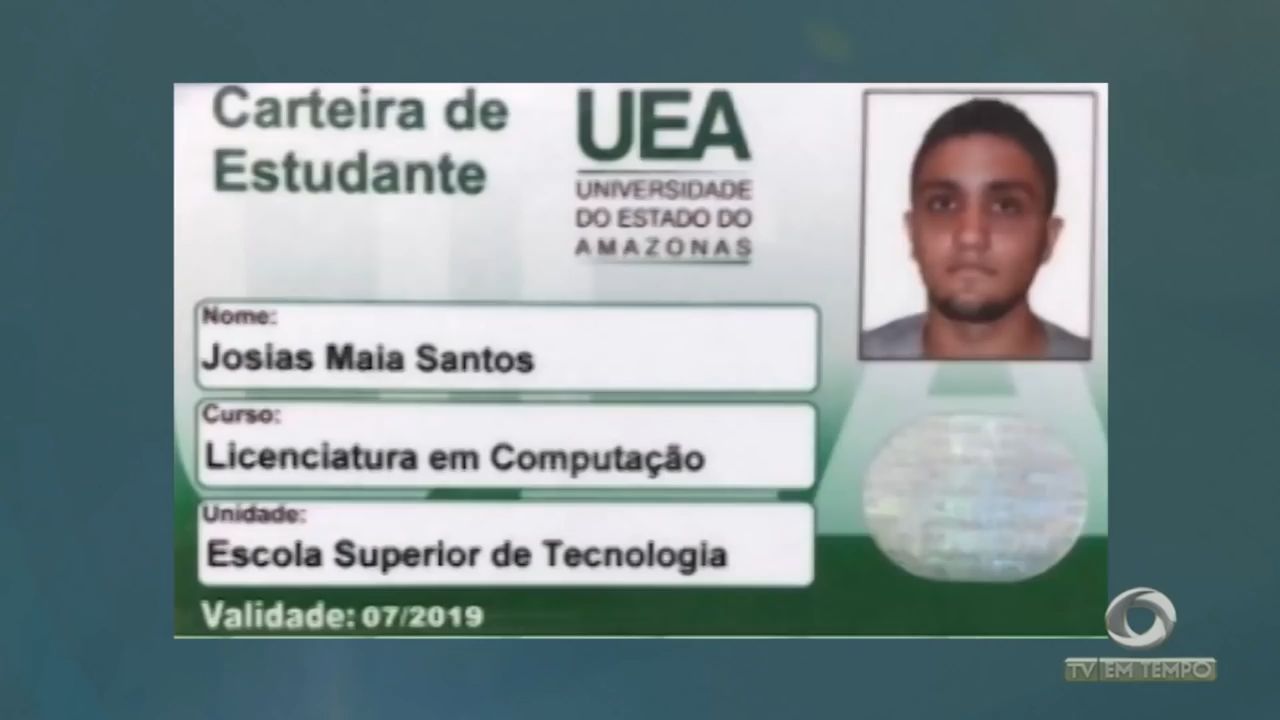 Carteira de
Estudante
UEA
UNIVERSIDADE
DO ESTADO DO
AMAZONAS
Nome:
Josias Maia Santos
Curso:
Licenciatura em Computação
Unidade:
Escola Superior de Tecnologia
Validade: 07/2019
TV EM TEMPO